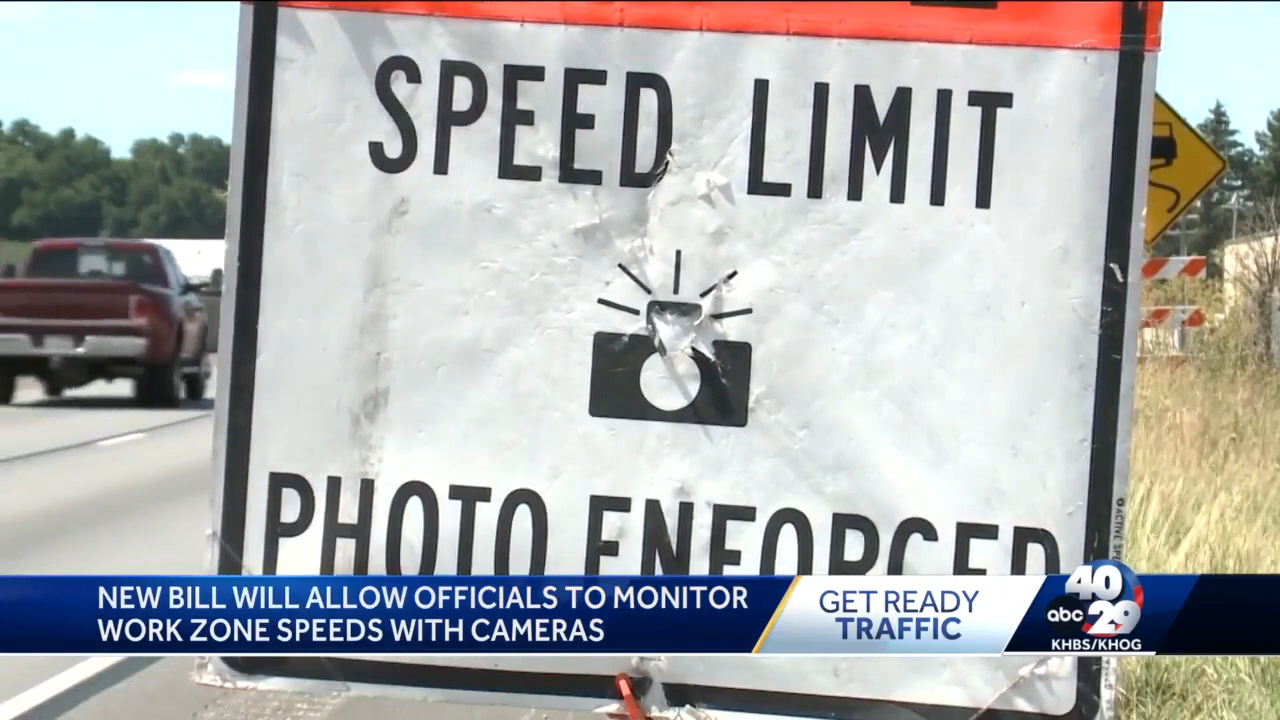 SPEED LIMIT
PHOTO ENFORCED
ACTIVE
NEW BILL WILL ALLOW OFFICIALS TO MONITOR
WORK ZONE SPEEDS WITH CAMERAS
GET READY
TRAFFIC
abc 40 29
KHBS/KHOG